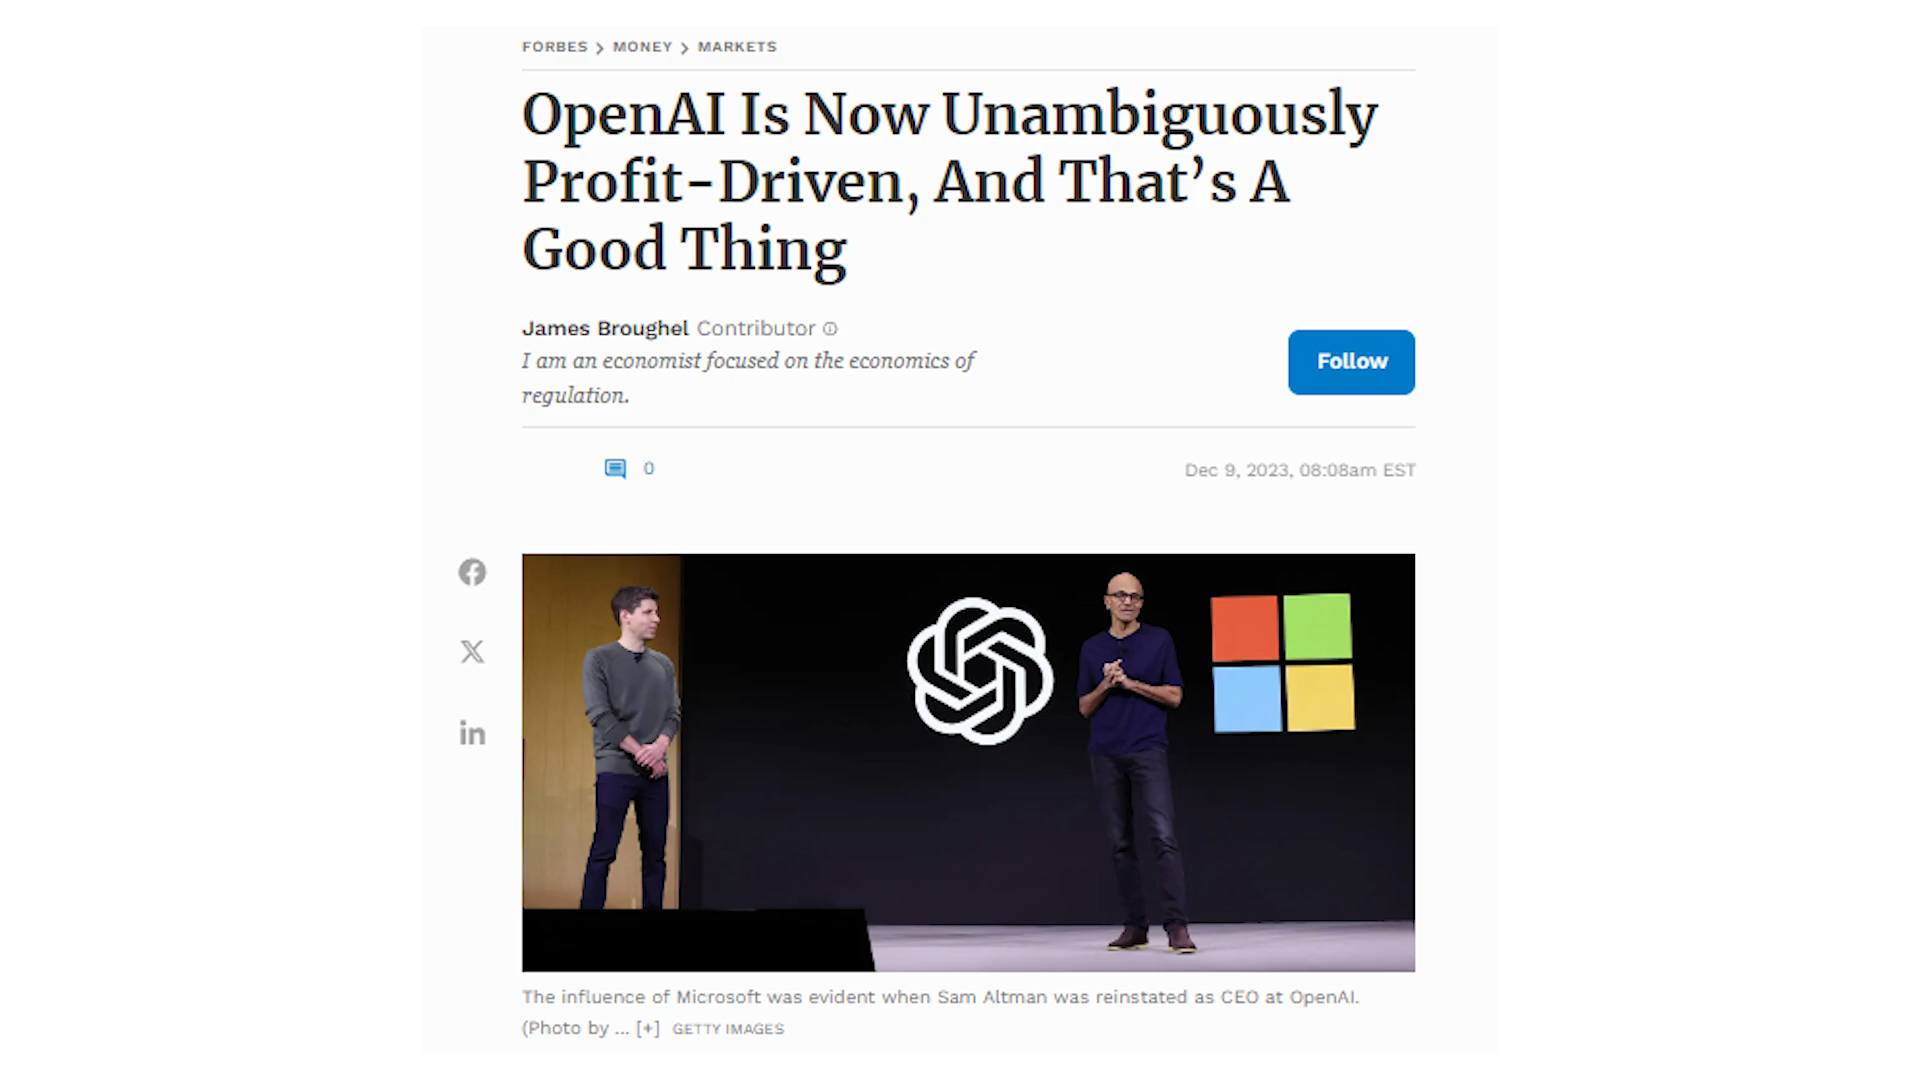 FORBES > MONEY > MARKETS
OpenAI Is Now Unambiguously
Profit-Driven, And That’s A
Good Thing
James Broughel Contributor
I am an economist focused on the economics of
regulation.
Follow
0
Dec 9, 2023, 08:08am EST
The influence of Microsoft was evident when Sam Altman was reinstated as CEO at OpenAI.
(Photo by ... [+] GETTY IMAGES